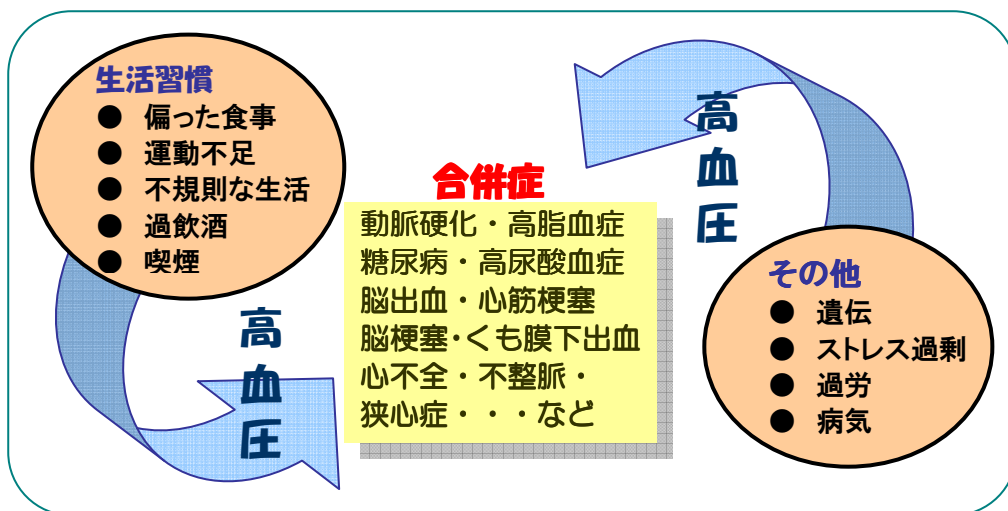 生活習慣
● 偏った食事
● 運動不足
● 不規則な生活
● 過飲酒
● 喫煙
高血圧
合併症
動脈硬化・高脂血症
糖尿病・高尿酸血症
脳出血・心筋梗塞
脳梗塞・くも膜下出血
心不全・不整脈・
狭心症・・・など
高血圧
その他
● 遺伝
● ストレス過剰
● 過労
● 病気